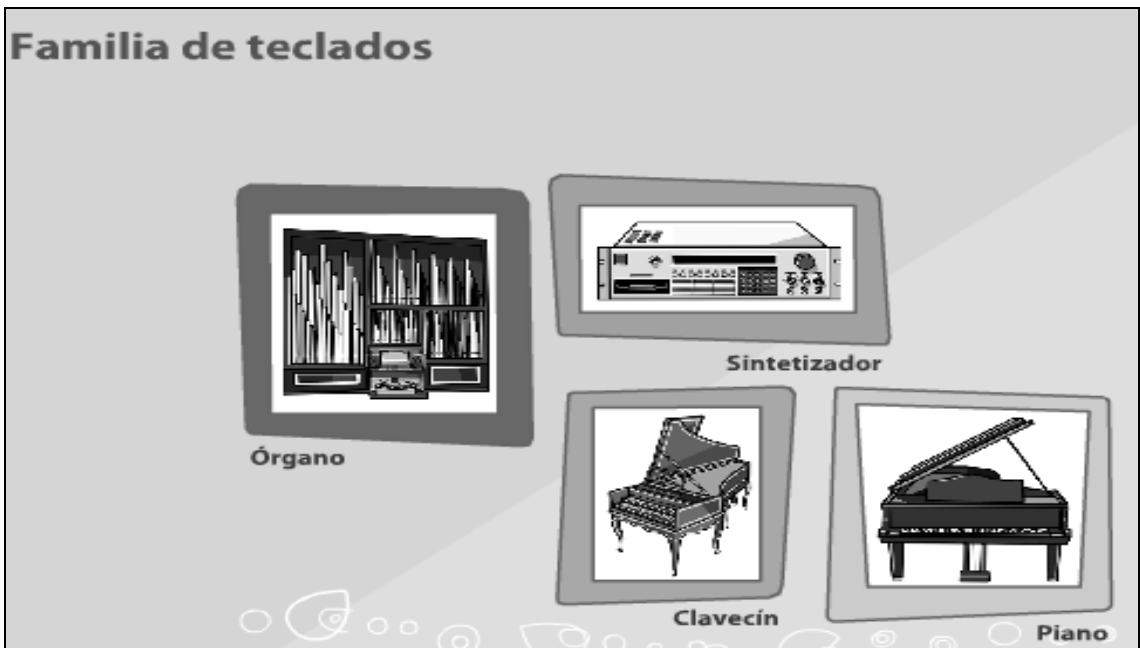 Familia de teclados
Sintetizador
Órgano
Clavecín
Piano